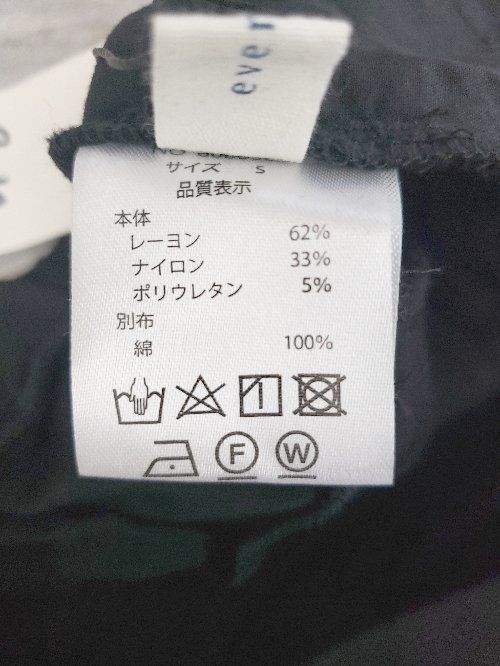 サイズ S
品質表示
本体
レーヨン 62%
ナイロン 33%
ポリウレタン 5%
別布
綿 100%
F W